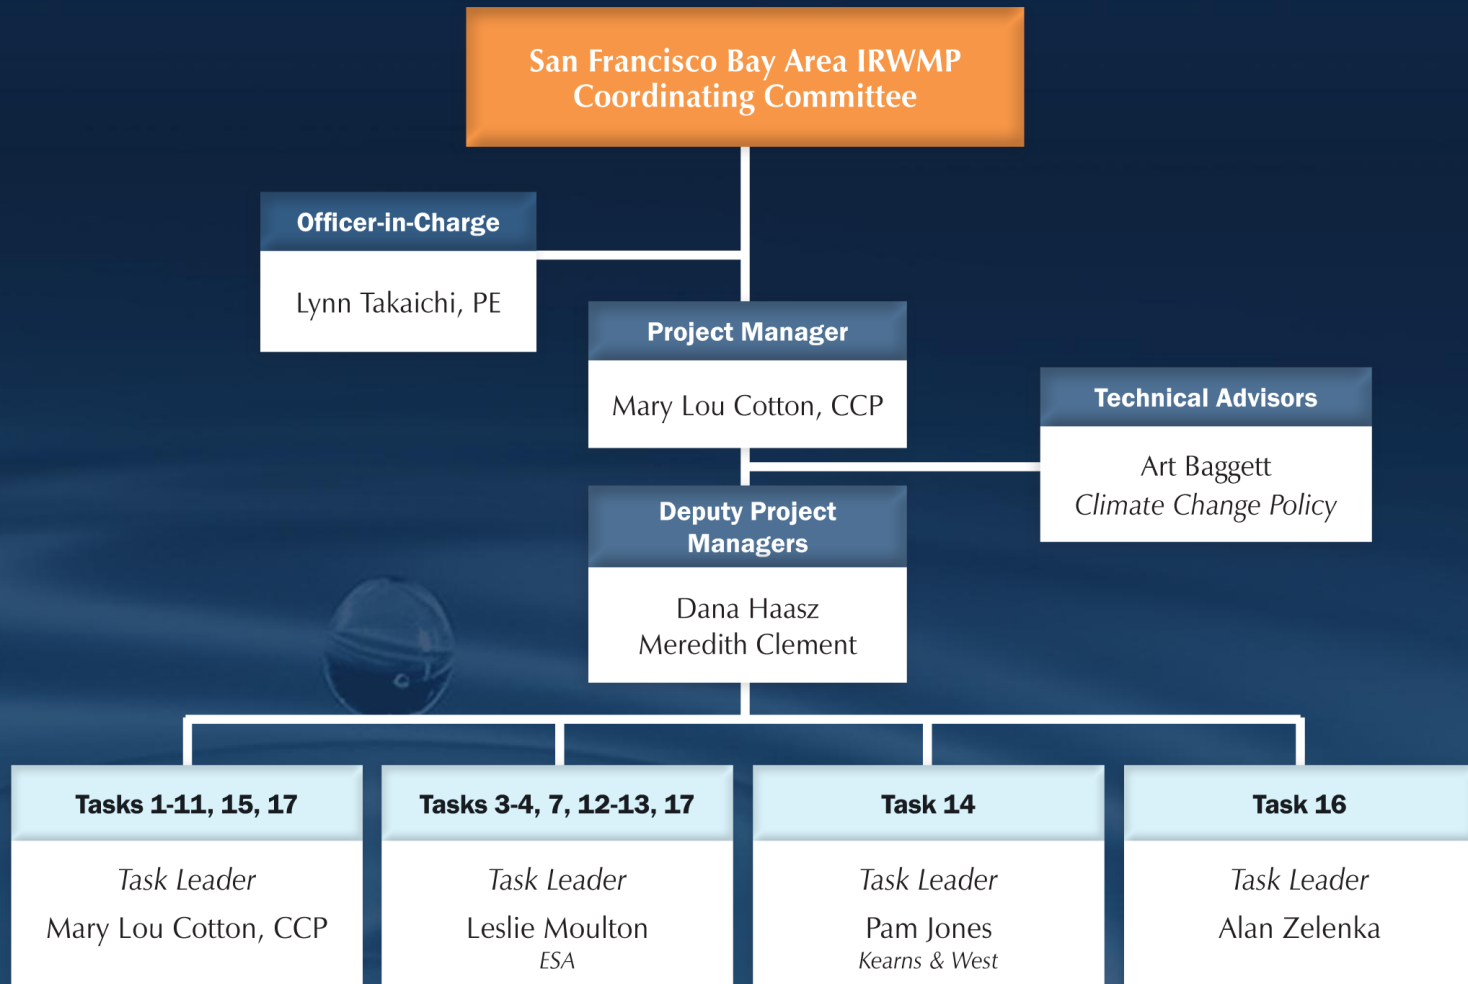 San Francisco Bay Area IRWMP
Coordinating Committee
Officer-in-Charge
Lynn Takaichi, PE
Project Manager
Mary Lou Cotton, CCP
Technical Advisors
Art Baggett
Climate Change Policy
Deputy Project
Managers
Dana Haasz
Meredith Clement
Tasks 1-11, 15, 17
Task Leader
Mary Lou Cotton, CCP
Tasks 3-4, 7, 12-13, 17
Task Leader
Leslie Moulton
ESA
Task 14
Task Leader
Pam Jones
Kearns & West
Task 16
Task Leader
Alan Zelenka